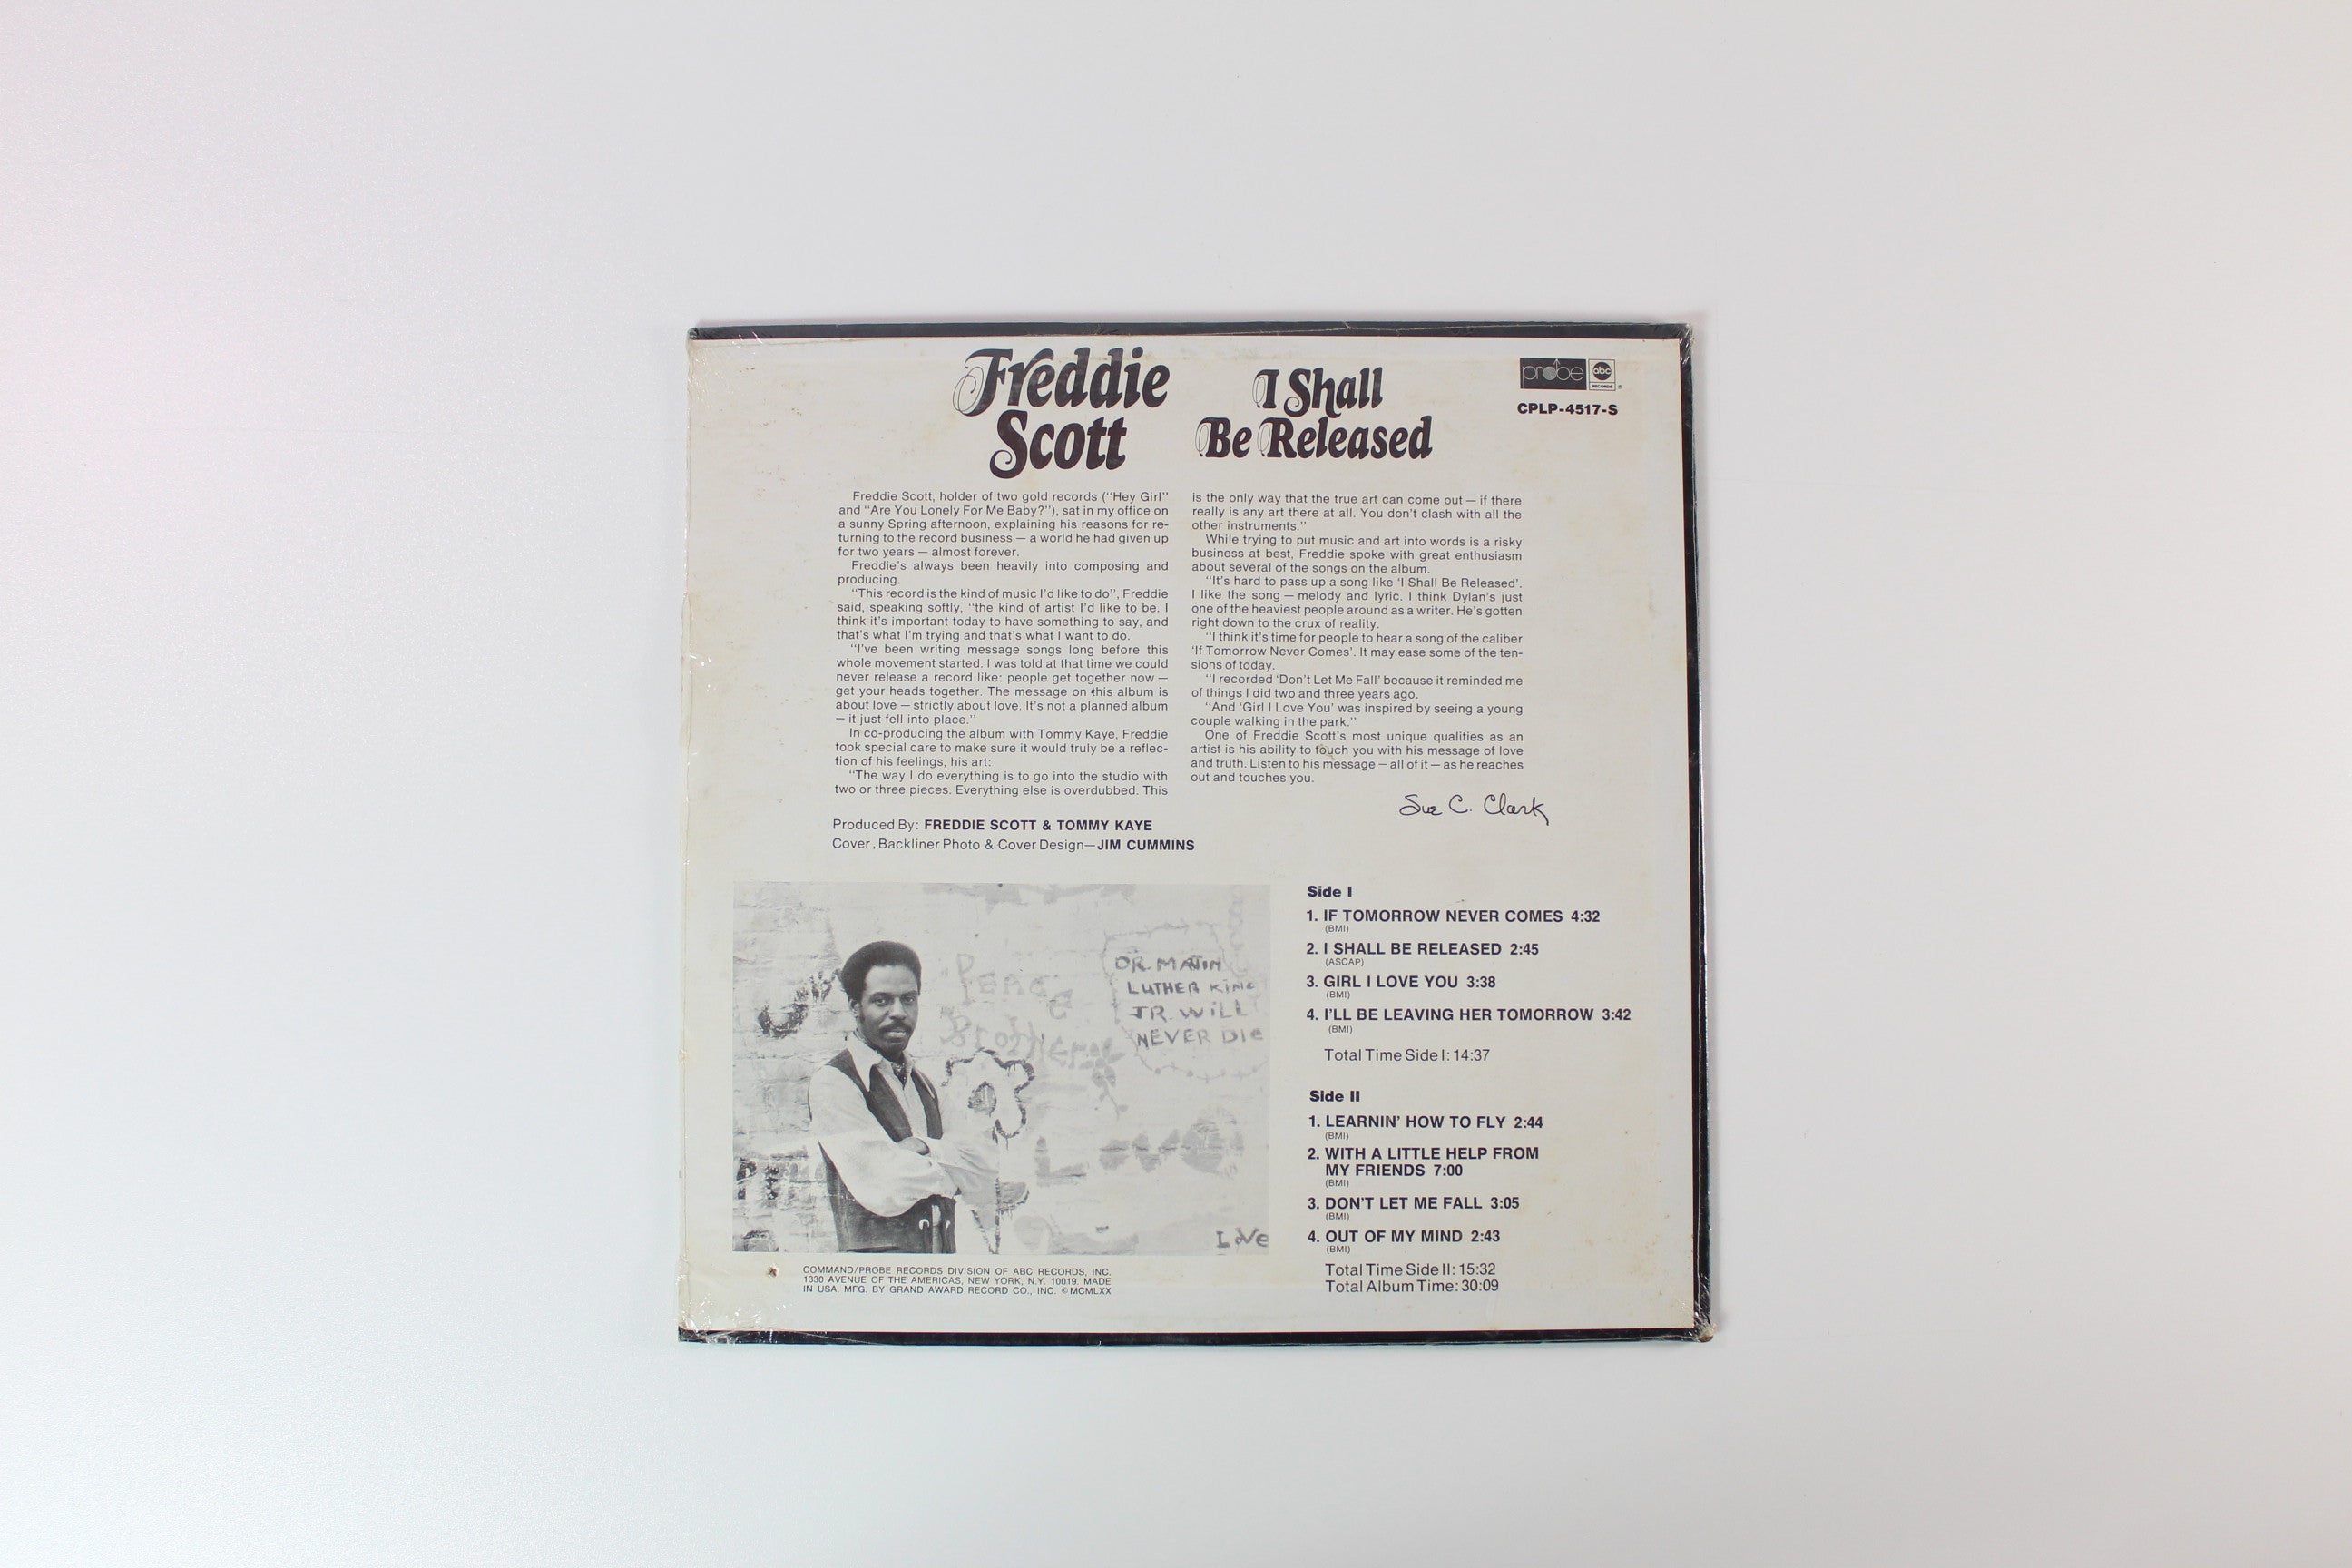 Freddie
Scott
I Shall
Be Released
probe
abc
RECORDS
®
CPLP-4517-S
Freddie Scott, holder of two gold records ("Hey Girl"
and "Are You Lonely For Me Baby?"), sat in my office on
a sunny Spring afternoon, explaining his reasons for re-
turning to the record business — a world he had given up
for two years — almost forever.
Freddie's always been heavily into composing and
producing.
"This record is the kind of music I'd like to do", Freddie
said, speaking softly, "the kind of artist I'd like to be. I
think it's important today to have something to say, and
that's what I'm trying and that's what I want to do.
"I've been writing message songs long before this
whole movement started. I was told at that time we could
never release a record like: people get together now —
get your heads together. The message on this album is
about love — strictly about love. It's not a planned album
— it just fell into place."
In co-producing the album with Tommy Kaye, Freddie
took special care to make sure it would truly be a reflec-
tion of his feelings, his art:
"The way I do everything is to go into the studio with
two or three pieces. Everything else is overdubbed. This
is the only way that the true art can come out — if there
really is any art there at all. You don't clash with all the
other instruments."
While trying to put music and art into words is a risky
business at best, Freddie spoke with great enthusiasm
about several of the songs on the album.
"It's hard to pass up a song like 'I Shall Be Released'.
I like the song — melody and lyric. I think Dylan's just
one of the heaviest people around as a writer. He's gotten
right down to the crux of reality.
"I think it's time for people to hear a song of the caliber
'If Tomorrow Never Comes'. It may ease some of the ten-
sions of today.
"I recorded 'Don't Let Me Fall' because it reminded me
of things I did two and three years ago.
"And 'Girl I Love You' was inspired by seeing a young
couple walking in the park."
One of Freddie Scott's most unique qualities as an
artist is his ability to touch you with his message of love
and truth. Listen to his message — all of it — as he reaches
out and touches you.
Sue C. Clark
Produced By: FREDDIE SCOTT & TOMMY KAYE
Cover, Backliner Photo & Cover Design—JIM CUMMINS
DR. MATIN
LUTHER KING
JR. WILL
NEVER DIE
LOVE
LOVE
Side I
1. IF TOMORROW NEVER COMES 4:32
(BMI)
2. I SHALL BE RELEASED 2:45
(ASCAP)
3. GIRL I LOVE YOU 3:38
(BMI)
4. I'LL BE LEAVING HER TOMORROW 3:42
(BMI)
Total Time Side I: 14:37
Side II
1. LEARNIN' HOW TO FLY 2:44
(BMI)
2. WITH A LITTLE HELP FROM
MY FRIENDS 7:00
(BMI)
3. DON'T LET ME FALL 3:05
(BMI)
4. OUT OF MY MIND 2:43
(BMI)
Total Time Side II: 15:32
Total Album Time: 30:09
COMMAND/PROBE RECORDS DIVISION OF ABC RECORDS, INC.
1330 AVENUE OF THE AMERICAS, NEW YORK, N.Y. 10019. MADE
IN USA. MFG. BY GRAND AWARD RECORD CO., INC. © MCMLXX